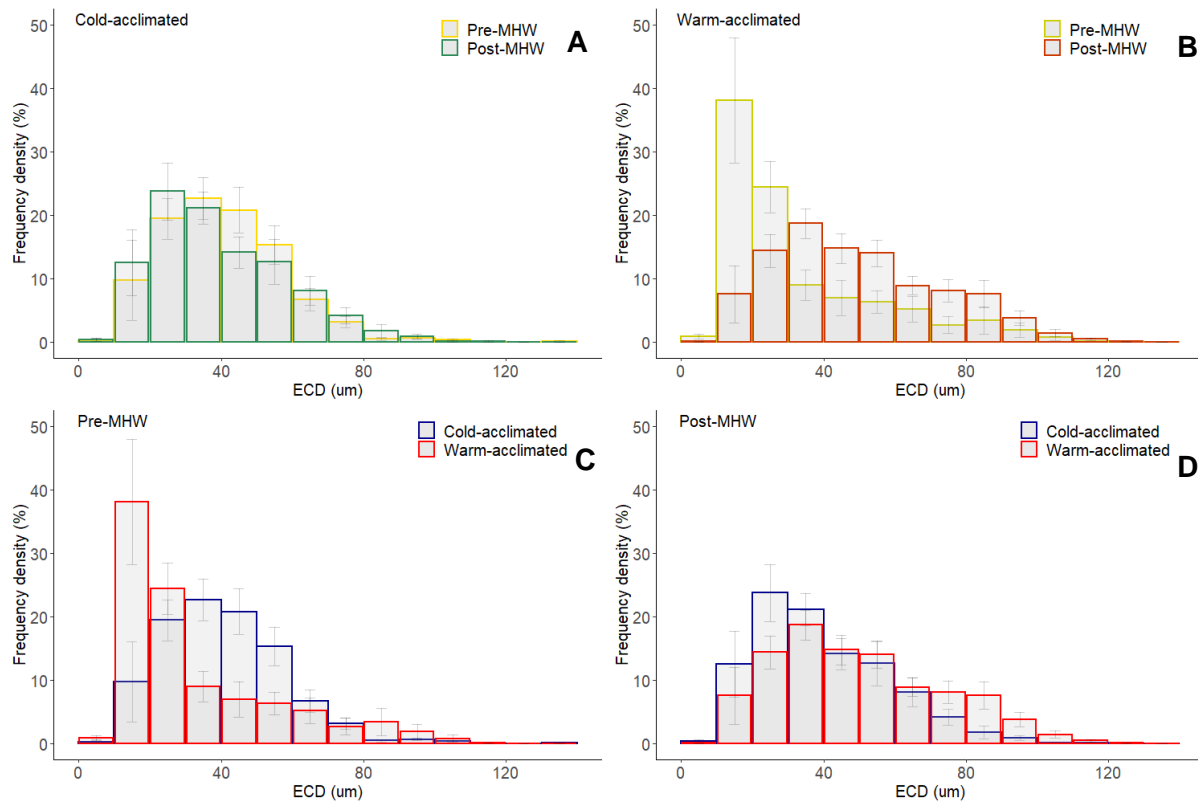 Cold-acclimated
Pre-MHW
Post-MHW
A
50
40
30
20
10
0
Frequency density (%)
0 40 80 120
ECD (um)
Warm-acclimated
Pre-MHW
Post-MHW
B
50
40
30
20
10
0
Frequency density (%)
0 40 80 120
ECD (um)
Pre-MHW
Cold-acclimated
Warm-acclimated
C
50
40
30
20
10
0
Frequency density (%)
0 40 80 120
ECD (um)
Post-MHW
Cold-acclimated
Warm-acclimated
D
50
40
30
20
10
0
Frequency density (%)
0 40 80 120
ECD (um)